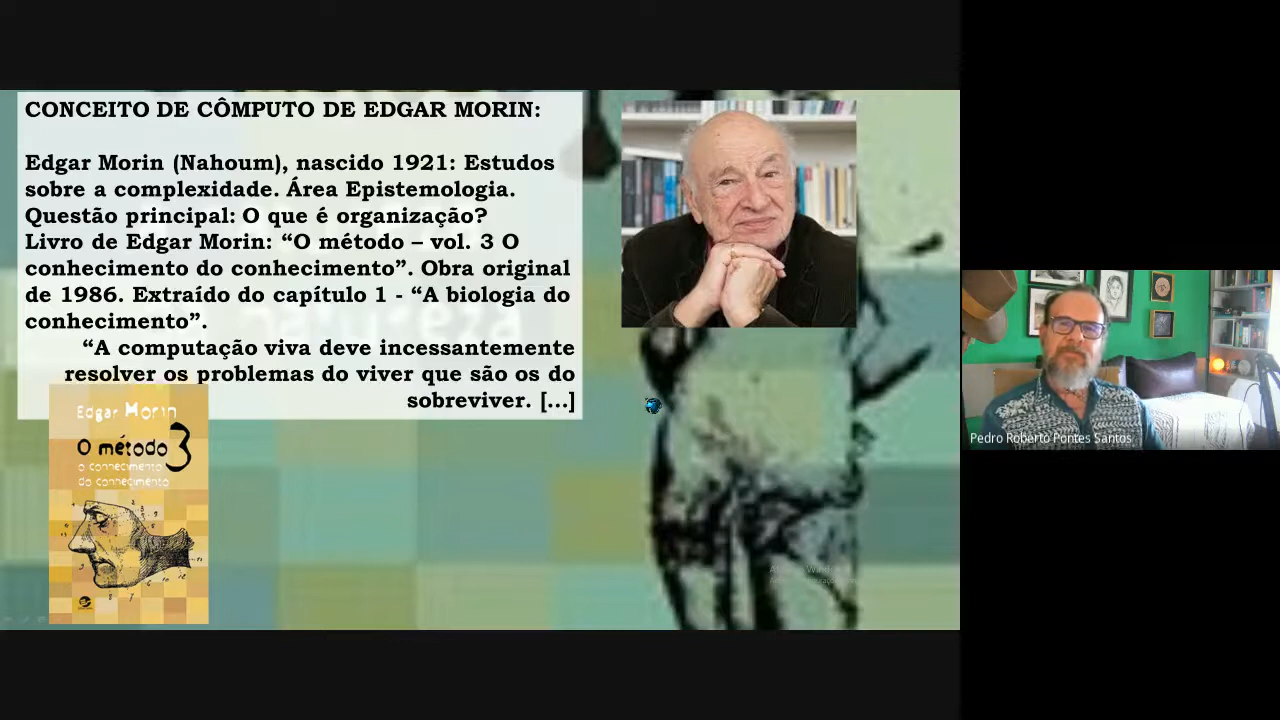 CONCEITO DE CÔMPUTO DE EDGAR MORIN:
Edgar Morin (Nahoum), nascido 1921: Estudos
sobre a complexidade. Área Epistemologia.
Questão principal: O que é organização?
Livro de Edgar Morin: “O método – vol. 3 O
conhecimento do conhecimento”. Obra original
de 1986. Extraído do capítulo 1 - “A biologia do
conhecimento”.
“A computação viva deve incessantemente
resolver os problemas do viver que são os do
sobreviver. [...]
Edgar Morin
O método 3
o conhecimento
do conhecimento
Pedro Roberto Pontes Santos